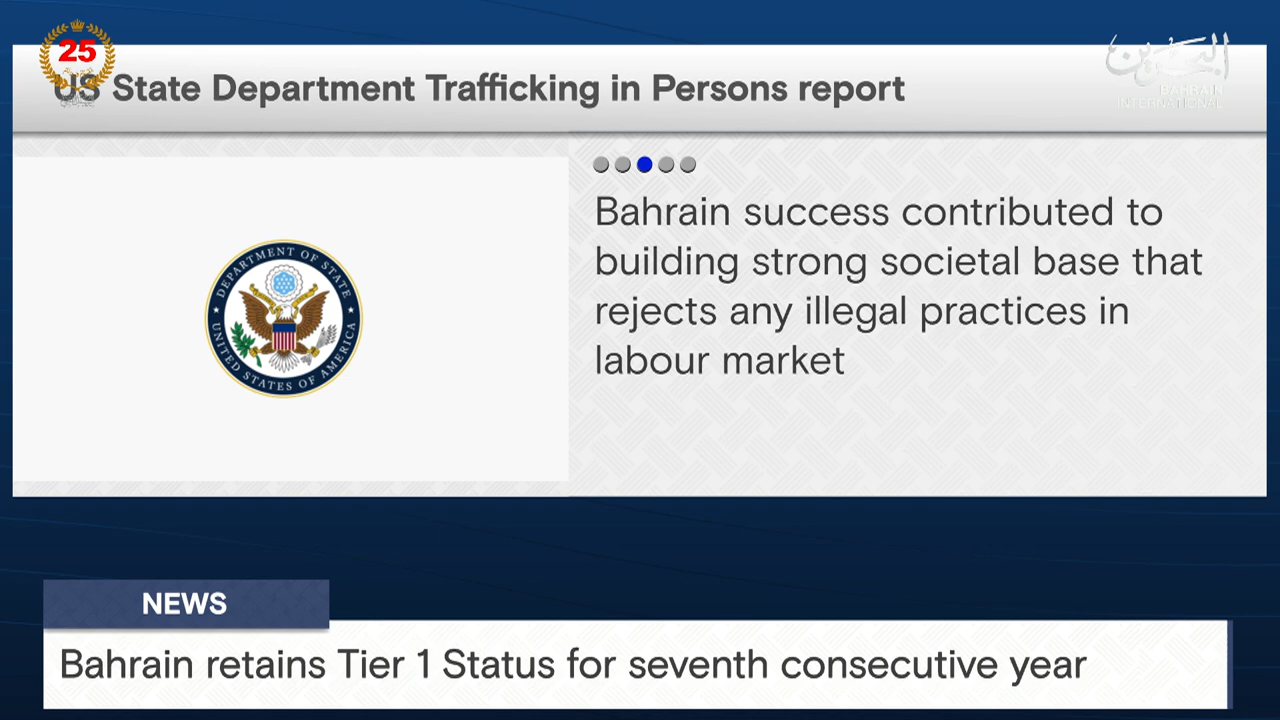 25
US State Department Trafficking in Persons report
البحرين
BAHRAIN
INTERNATIONAL
Bahrain success contributed to
building strong societal base that
rejects any illegal practices in
labour market
DEPARTMENT OF STATE
UNITED STATES OF AMERICA
NEWS
Bahrain retains Tier 1 Status for seventh consecutive year